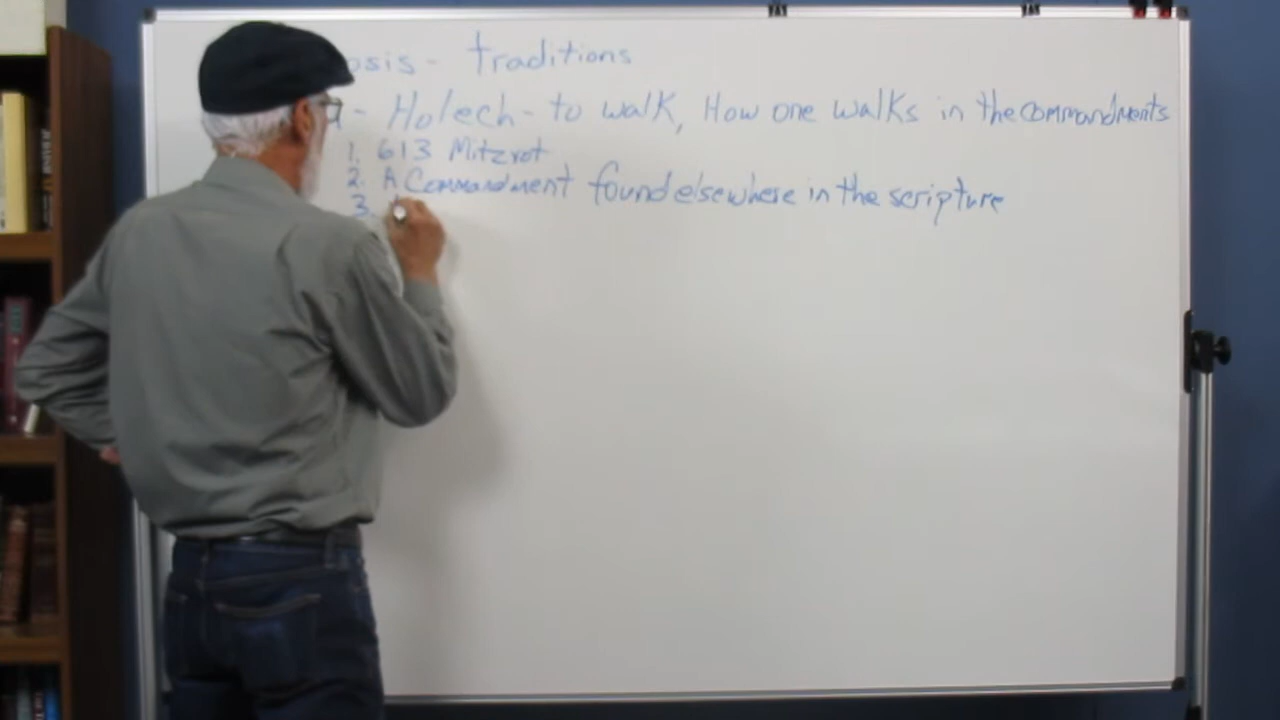 osis - traditions
a - Holech - to walk, How one walks in the commandments
1. 613 Mitzvot
2. A Commandment found elsewhere in the scripture
3.